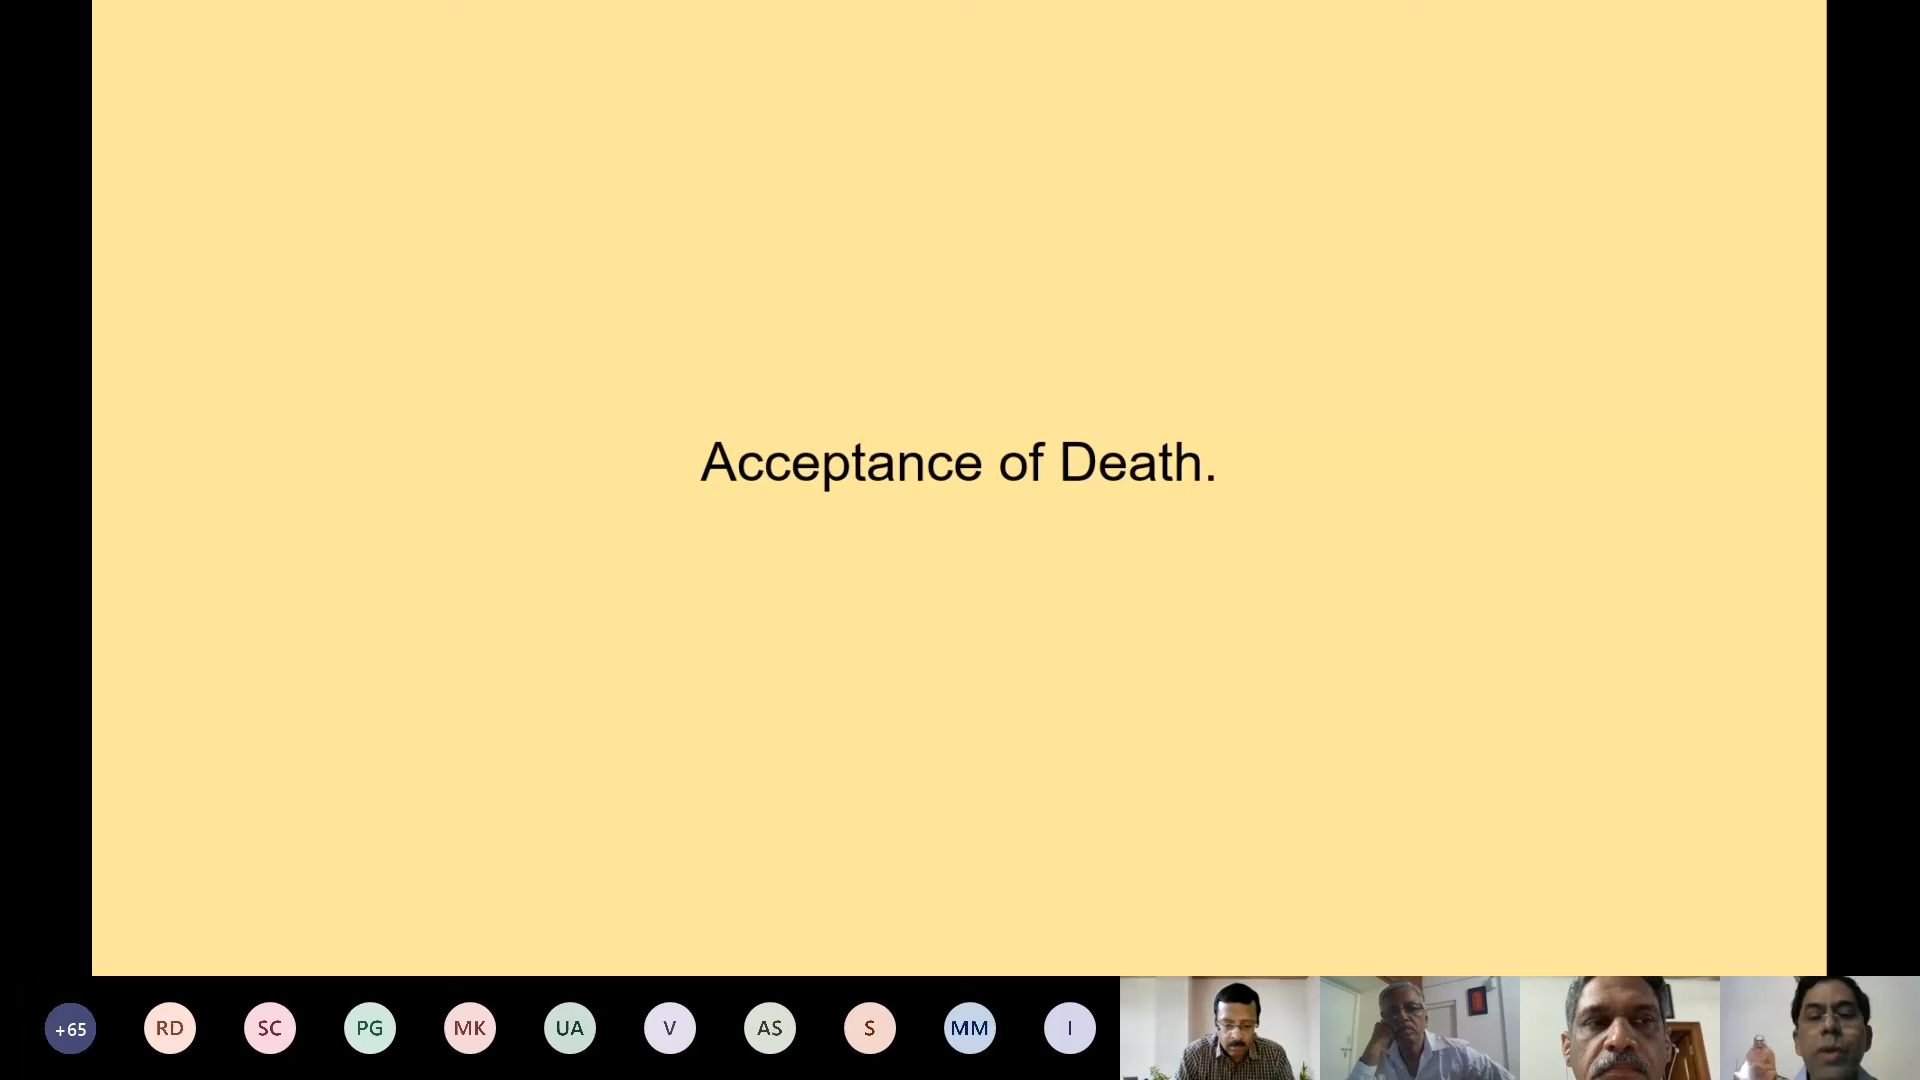 Acceptance of Death.
+65
RD
SC
PG
MK
UA
V
AS
S
MM
I